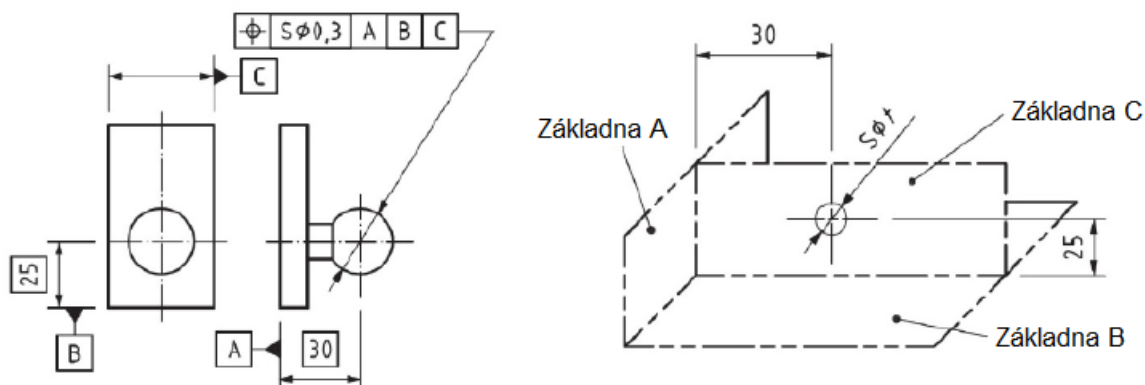 ⌖ SØ0,3 A B C
C
25
B
A
30
30
Základna A
SØt
Základna C
25
Základna B